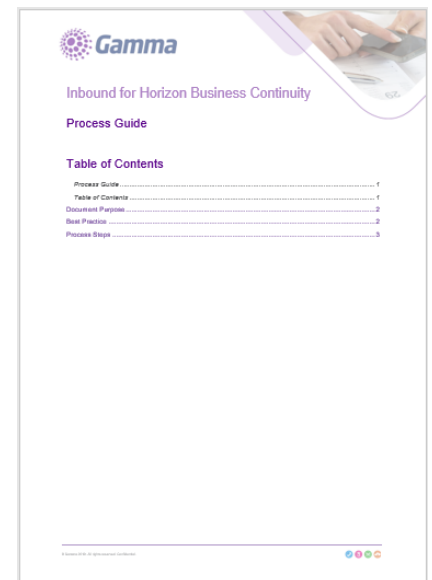 Gamma
Inbound for Horizon Business Continuity
Process Guide
Table of Contents
Process Guide 1
Table of Contents 1
Document Purpose 2
Best Practice 2
Process Steps 3